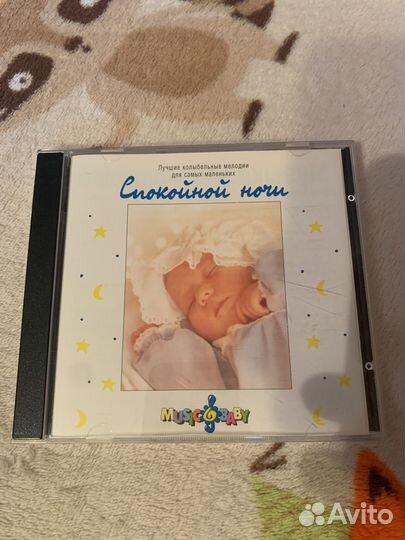 Лучшие колыбельные мелодии
для самых маленьких
Спокойной ночи
MUSIC BABY
Avito